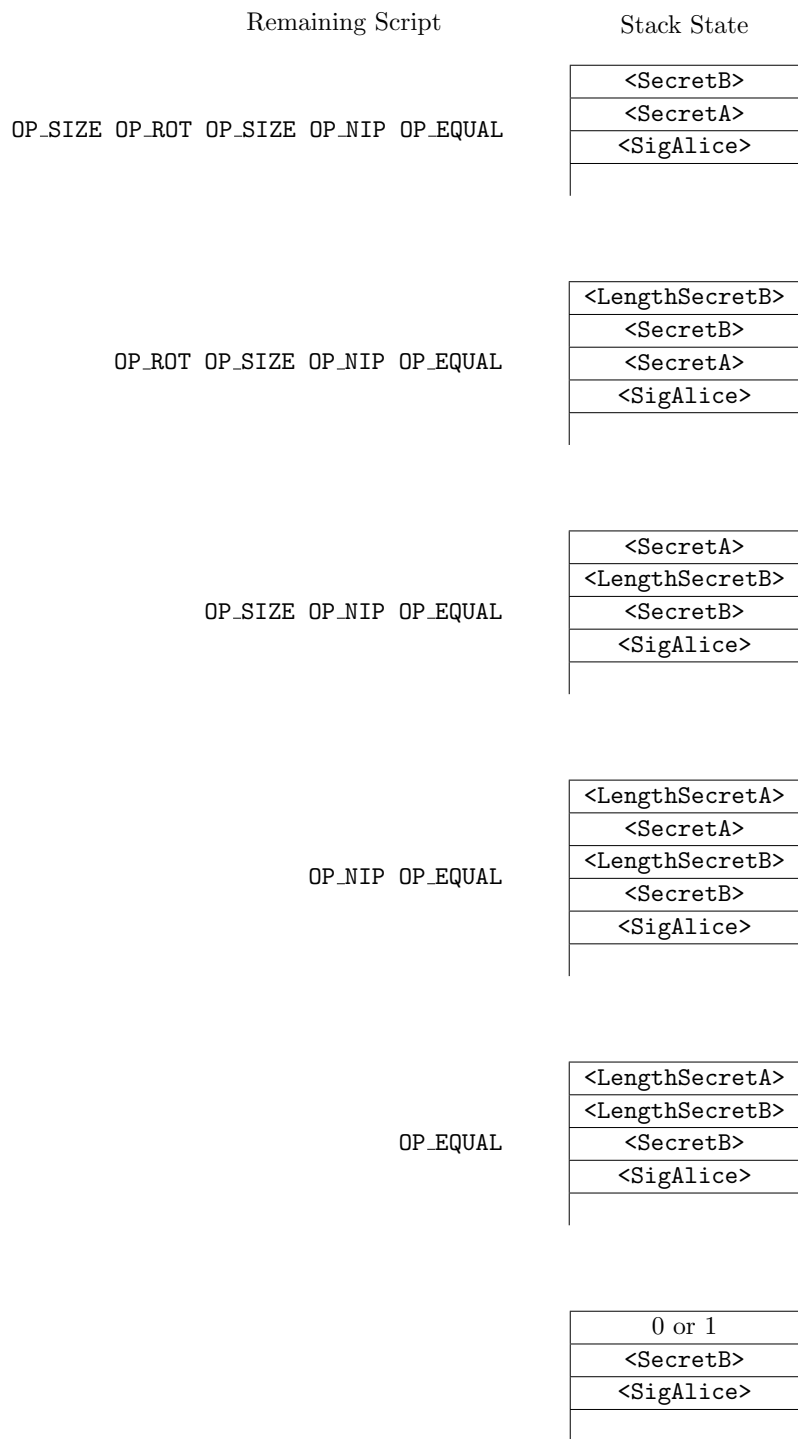 Remaining Script Stack State
<SecretB>
<SecretA>
OP_SIZE OP_ROT OP_SIZE OP_NIP OP_EQUAL
<SigAlice>
<LengthSecretB>
<SecretB>
OP_ROT OP_SIZE OP_NIP OP_EQUAL
<SecretA>
<SigAlice>
<SecretA>
<LengthSecretB>
OP_SIZE OP_NIP OP_EQUAL
<SecretB>
<SigAlice>
<LengthSecretA>
<SecretA>
<LengthSecretB>
OP_NIP OP_EQUAL
<SecretB>
<SigAlice>
<LengthSecretA>
<LengthSecretB>
OP_EQUAL
<SecretB>
<SigAlice>
0 or 1
<SecretB>
<SigAlice>